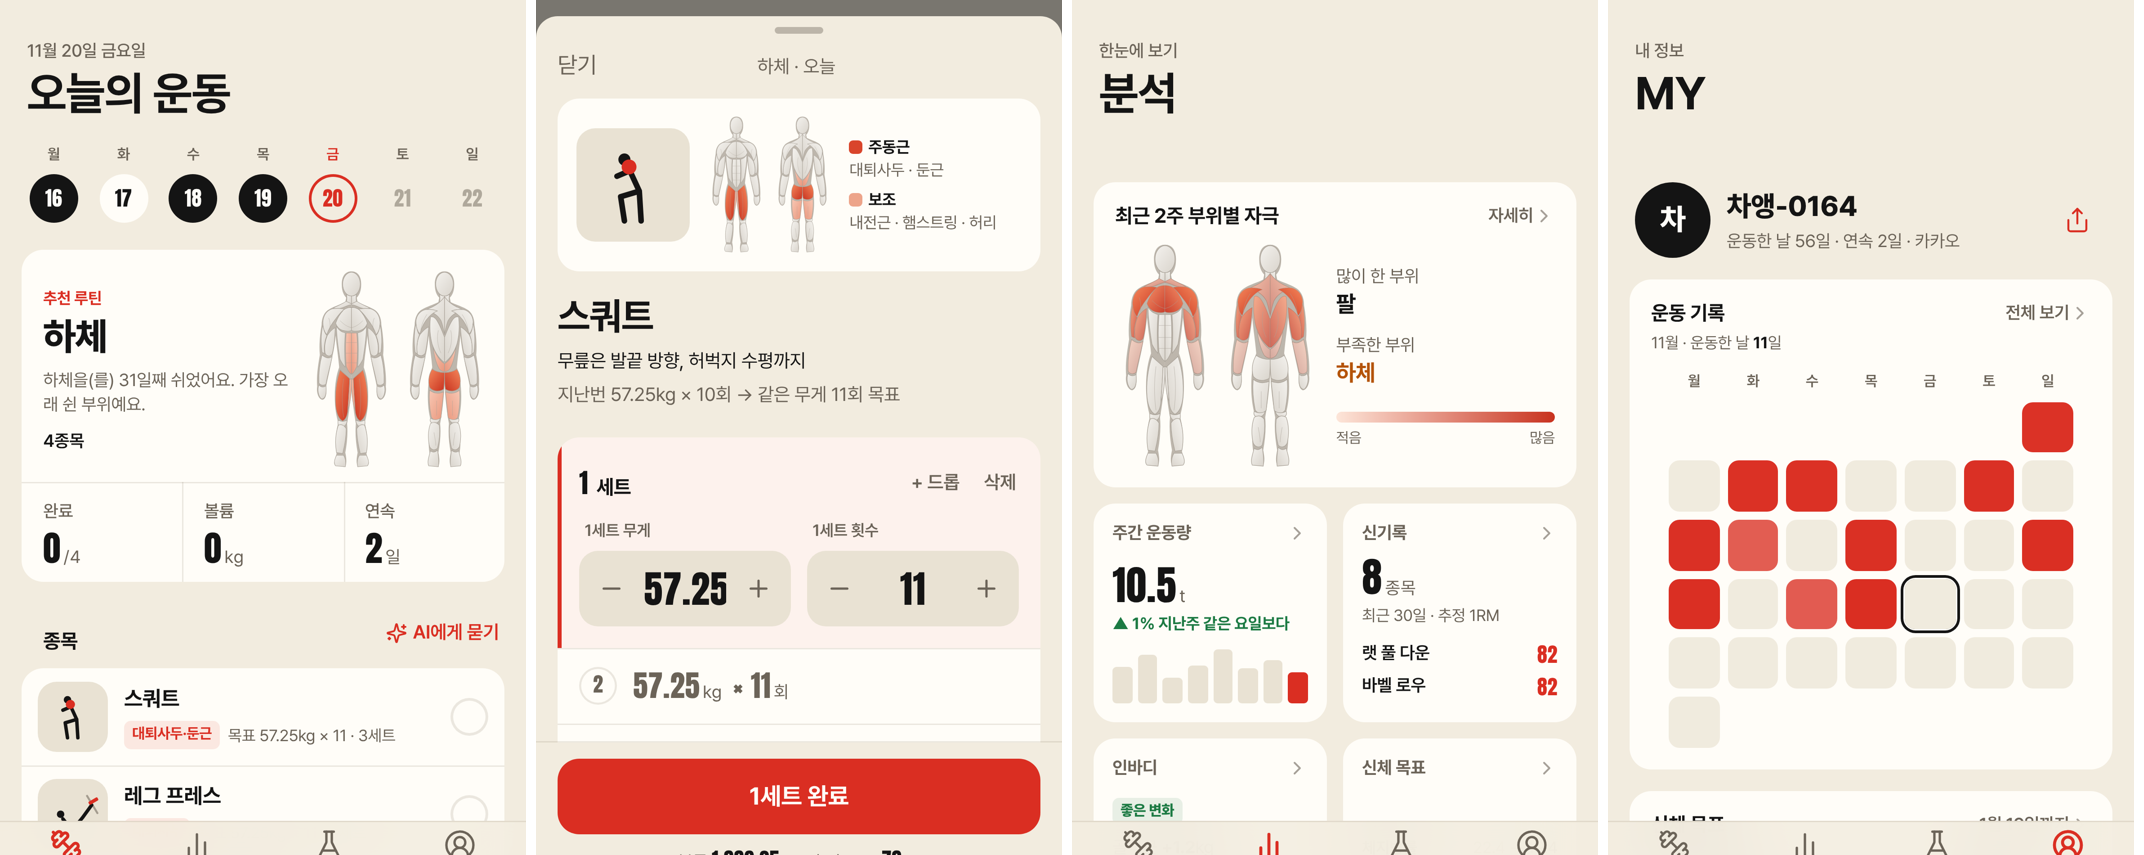 11월 20일 금요일
오늘의 운동
월 화 수 목 금 토 일
16 17 18 19 20 21 22
추천 루틴
하체
하체을(를) 31일째 쉬었어요. 가장 오
래 쉰 부위예요.
4종목
완료 볼륨 연속
0/4 0kg 2일
종목
AI에게 묻기
스쿼트
대퇴사두·둔근 목표 57.25kg × 11 · 3세트
레그 프레스
닫기
하체 · 오늘
주동근
대퇴사두 · 둔근
보조
내전근 · 햄스트링 · 허리
스쿼트
무릎은 발끝 방향, 허벅지 수평까지
지난번 57.25kg × 10회 → 같은 무게 11회 목표
1 세트
+ 드롭 삭제
1세트 무게 1세트 횟수
− 57.25 + − 11 +
2 57.25kg × 11회
1세트 완료
한눈에 보기
분석
최근 2주 부위별 자극
자세히
많이 한 부위
팔
부족한 부위
하체
적음 많음
주간 운동량
10.5t
▲ 1% 지난주 같은 요일보다
신기록
8종목
최근 30일 · 추정 1RM
랫 풀 다운 82
바벨 로우 82
인바디
좋은 변화
신체 목표
내 정보
MY
차
차앵-0164
운동한 날 56일 · 연속 2일 · 카카오
운동 기록
전체 보기
11월 · 운동한 날 11일
월 화 수 목 금 토 일